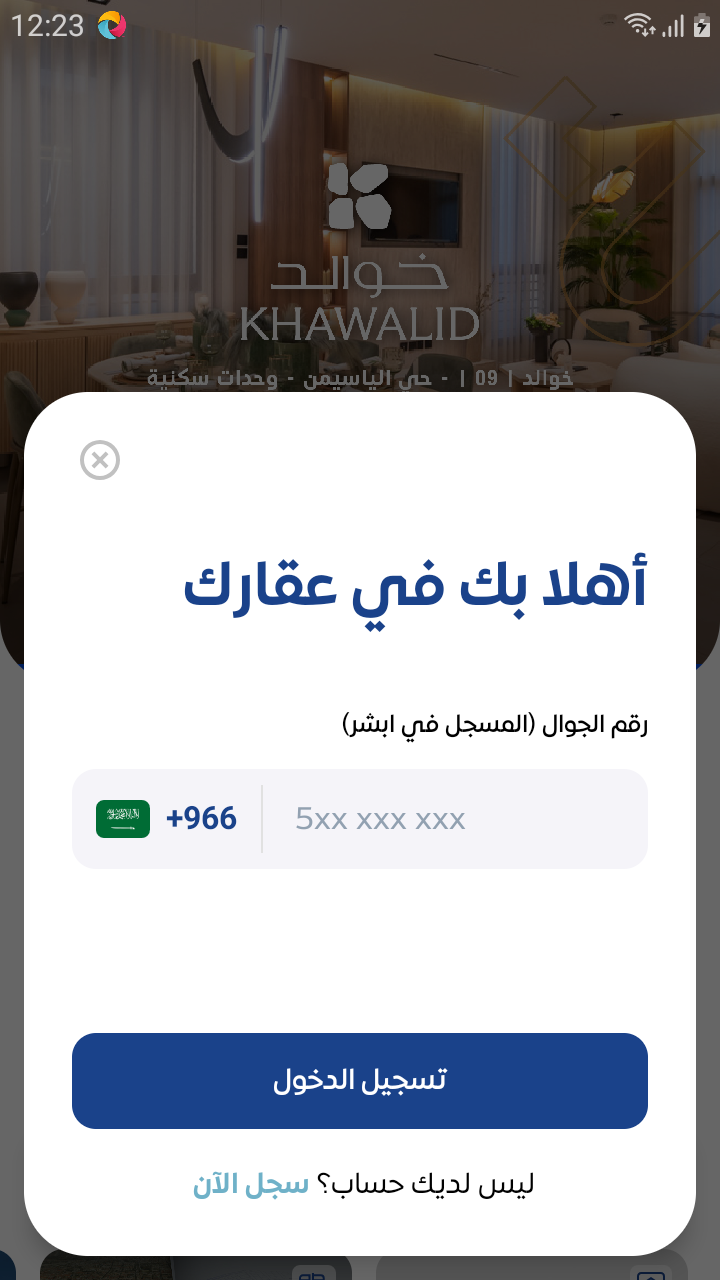 12:23
خوالد
KHAWALID
خوالد | 09 | - حي الياسيمن - وحدات سكنية
أهلا بك في عقارك
رقم الجوال (المسجل في ابشر)
+966 5xx xxx xxx
تسجيل الدخول
ليس لديك حساب؟ سجل الآن